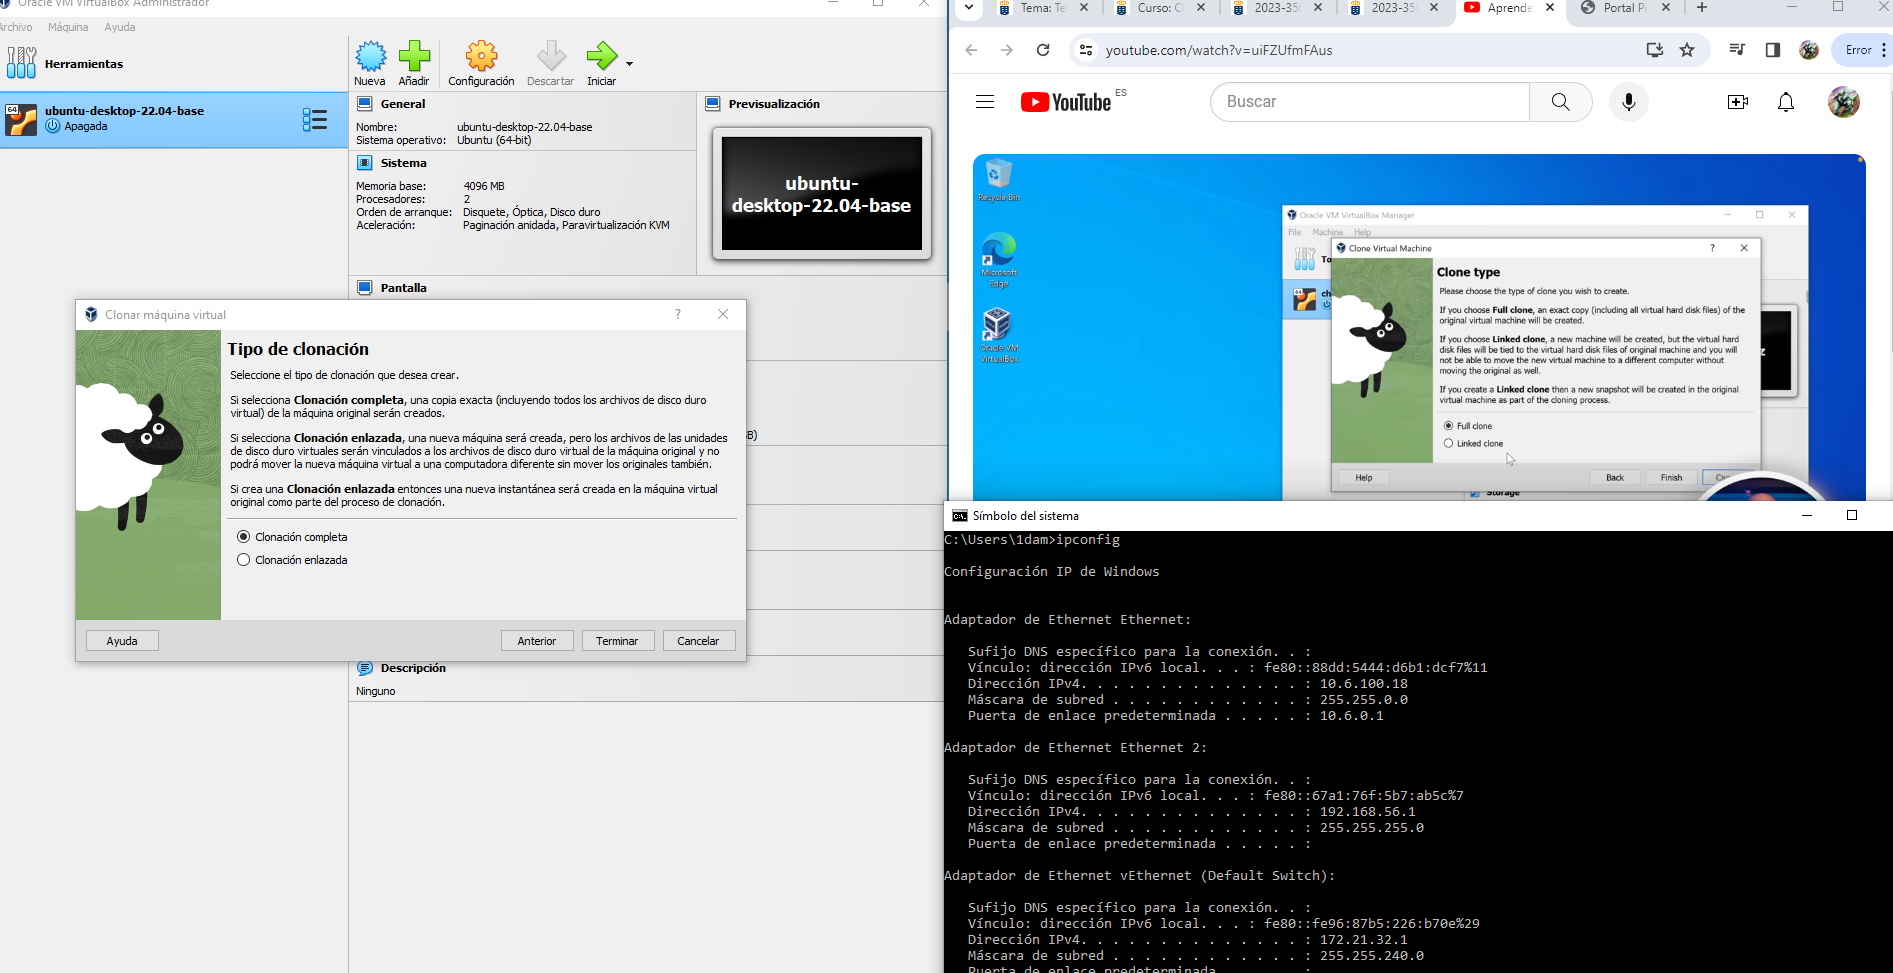 Oracle VM VirtualBox Administrador
Archivo Máquina Ayuda
Herramientas
64
ubuntu-desktop-22.04-base
Apagada
Nueva Añadir Configuración Descartar Iniciar
General
Nombre: ubuntu-desktop-22.04-base
Sistema operativo: Ubuntu (64-bit)
Sistema
Memoria base: 4096 MB
Procesadores: 2
Orden de arranque: Disquete, Óptica, Disco duro
Aceleración: Paginación anidada, Paravirtualización KVM
Previsualización
ubuntu-
desktop-22.04-base
Pantalla
Clonar máquina virtual
?
Tipo de clonación
Seleccione el tipo de clonación que desea crear.
Si selecciona Clonación completa, una copia exacta (incluyendo todos los archivos de disco duro
virtual) de la máquina original serán creados.
Si selecciona Clonación enlazada, una nueva máquina será creada, pero los archivos de las unidades
de disco duro virtuales serán vinculados a los archivos de disco duro virtual de la máquina original y no
podrá mover la nueva máquina virtual a una computadora diferente sin mover los originales también.
Si crea una Clonación enlazada entonces una nueva instantánea será creada en la máquina virtual
original como parte del proceso de clonación.
Clonación completa
Clonación enlazada
Ayuda Anterior Terminar Cancelar
B)
Descripción
Ninguno
Tema: Te Curso: C 2023-35 2023-35 Aprende Portal Pi
youtube.com/watch?v=uiFZUfmFAus
Error
YouTube ES
Buscar
Recycle Bin
Microsoft
Edge
Oracle VM
VirtualBox
Oracle VM VirtualBox Manager
File Machine Help
To
64
ch
Clone Virtual Machine
?
Clone type
Please choose the type of clone you wish to create.
If you choose Full clone, an exact copy (including all virtual hard disk files) of the
original virtual machine will be created.
If you choose Linked clone, a new machine will be created, but the virtual hard
disk files will be tied to the virtual hard disk files of original machine and you will
not be able to move the new virtual machine to a different computer without
moving the original as well.
If you create a Linked clone then a new snapshot will be created in the original
virtual machine as part of the cloning process.
Full clone
Linked clone
Help Back Finish Ca
Storage
Símbolo del sistema
C:\Users\1dam>ipconfig
Configuración IP de Windows
Adaptador de Ethernet Ethernet:
Sufijo DNS específico para la conexión. . :
Vínculo: dirección IPv6 local. . . : fe80::88dd:5444:d6b1:dcf7%11
Dirección IPv4. . . . . . . . . . . . . . : 10.6.100.18
Máscara de subred . . . . . . . . . . . . : 255.255.0.0
Puerta de enlace predeterminada . . . . . : 10.6.0.1
Adaptador de Ethernet Ethernet 2:
Sufijo DNS específico para la conexión. . :
Vínculo: dirección IPv6 local. . . : fe80::67a1:76f:5b7:ab5c%7
Dirección IPv4. . . . . . . . . . . . . . : 192.168.56.1
Máscara de subred . . . . . . . . . . . . : 255.255.255.0
Puerta de enlace predeterminada . . . . . :
Adaptador de Ethernet vEthernet (Default Switch):
Sufijo DNS específico para la conexión. . :
Vínculo: dirección IPv6 local. . . : fe80::fe96:87b5:226:b70e%29
Dirección IPv4. . . . . . . . . . . . . . : 172.21.32.1
Máscara de subred . . . . . . . . . . . . : 255.255.240.0
Puerta de enlace predeterminada . . . . . :